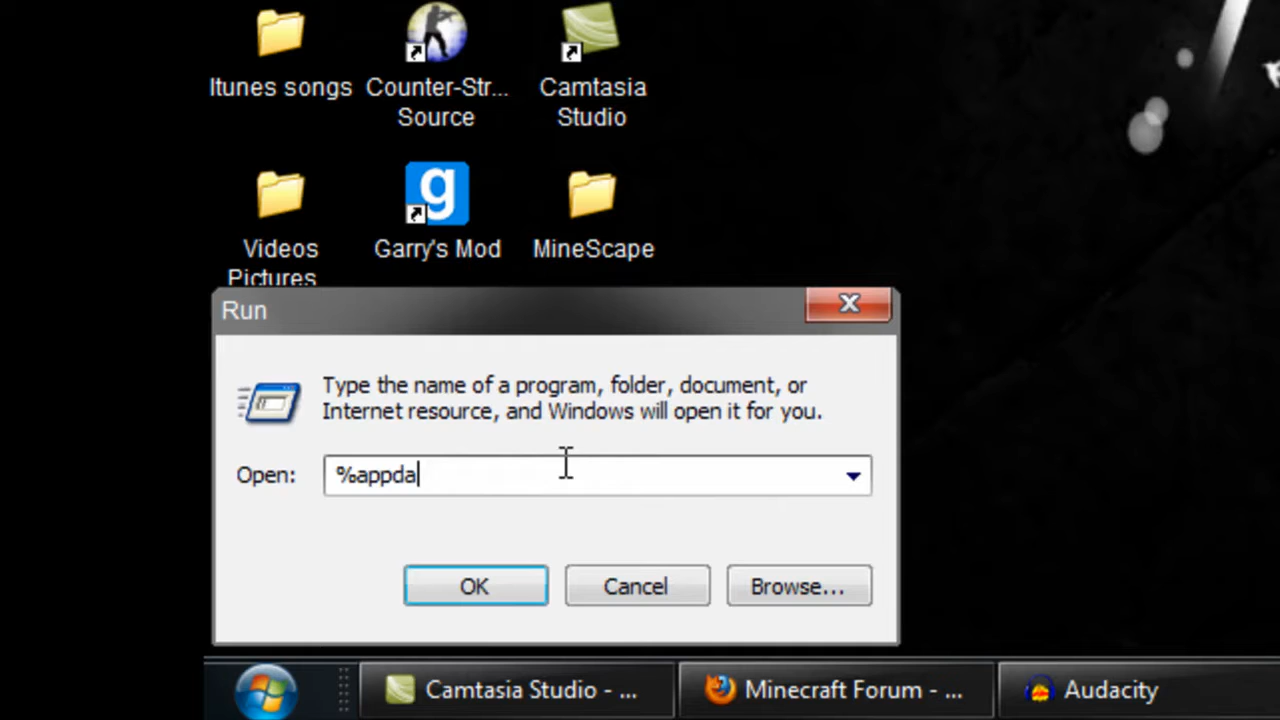 Itunes songs
Counter-Str...
Source
Camtasia
Studio
Videos
Pictures
g
Garry's Mod
MineScape
Run
Type the name of a program, folder, document, or
Internet resource, and Windows will open it for you.
Open:
%appda
OK
Cancel
Browse...
Camtasia Studio - ...
Minecraft Forum - ...
Audacity